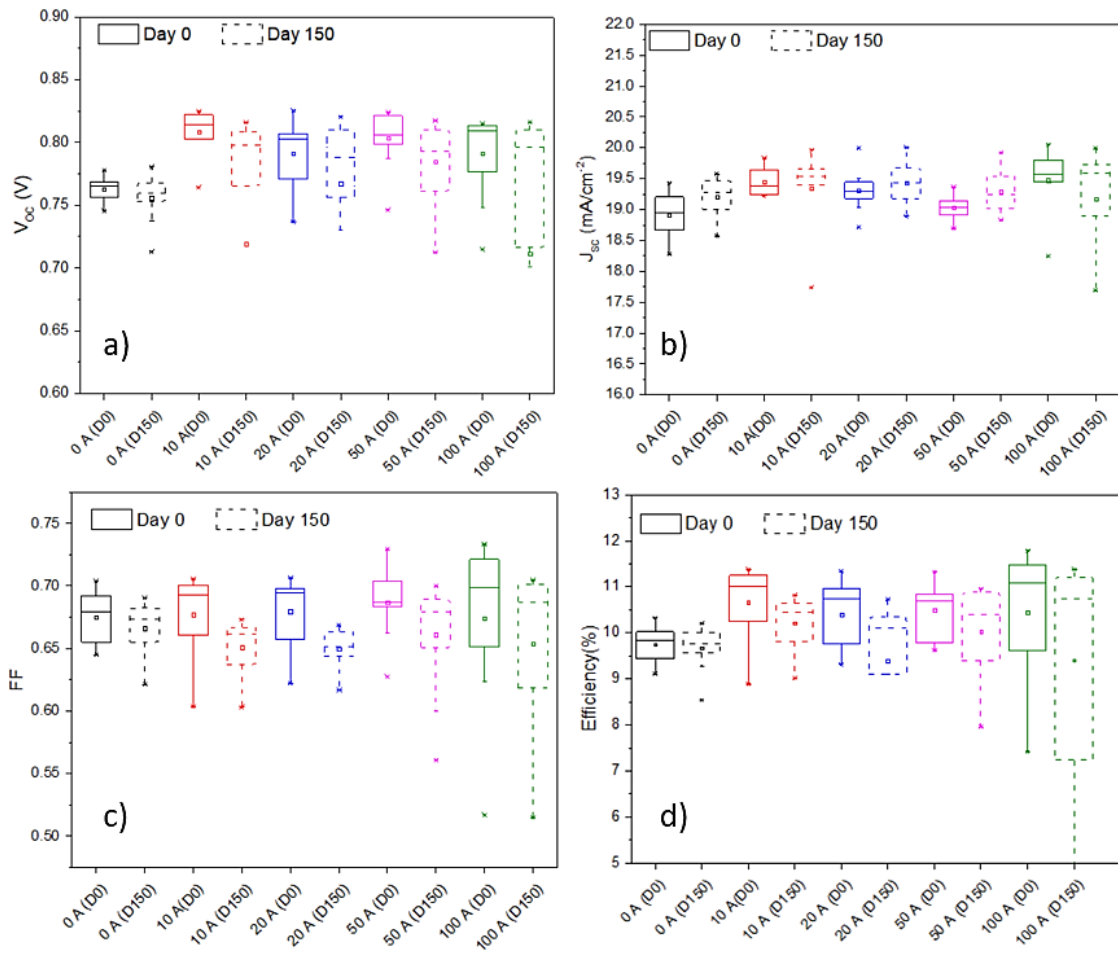 0.90
0.85
0.80
0.75
0.70
0.65
0.60
V_OC (V)
Day 0
Day 150
a)
0 A (D0)
0 A (D150)
10 A(D0)
10 A (D150)
20 A (D0)
20 A (D150)
50 A (D0)
50 A (D150)
100 A (D0)
100 A (D150)
22.0
21.5
21.0
20.5
20.0
19.5
19.0
18.5
18.0
17.5
17.0
16.5
16.0
J_sc (mA/cm^-2)
Day 0
Day 150
b)
0 A (D0)
0 A (D150)
10 A (D0)
10 A (D150)
20 A (D0)
20 A (D150)
50 A (D0)
50 A (D150)
100 A (D0)
100 A (D150)
0.75
0.70
0.65
0.60
0.55
0.50
FF
Day 0
Day 150
c)
0 A (D0)
0 A (D150)
10 A(D0)
10 A (D150)
20 A (D0)
20 A (D150)
50 A (D0)
50 A (D150)
100 A (D0)
100 A (D150)
13
12
11
10
9
8
7
6
5
Efficiency(%)
Day 0
Day 150
d)
0 A (D0)
0 A (D150)
10 A (D0)
10 A (D150)
20 A (D0)
20 A (D150)
50 A (D0)
50 A (D150)
100 A (D0)
100 A (D150)